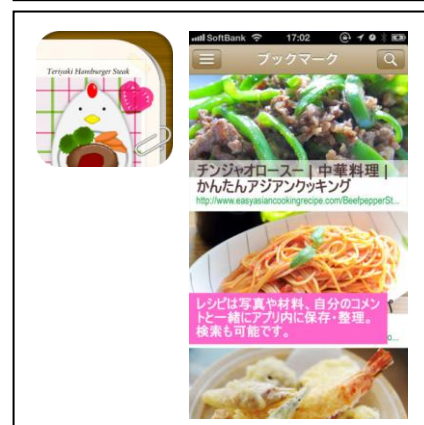 Teriyaki Hamburger Steak
SoftBank 17:02
ブックマーク
チンジャオロースー | 中華料理 |
かんたんアジアンクッキング
http://www.easyasiancookingrecipe.com/BeefpepperSt...
レシピは写真や材料、自分のコメン
トと一緒にアプリ内に保存・整理。
検索も可能です。